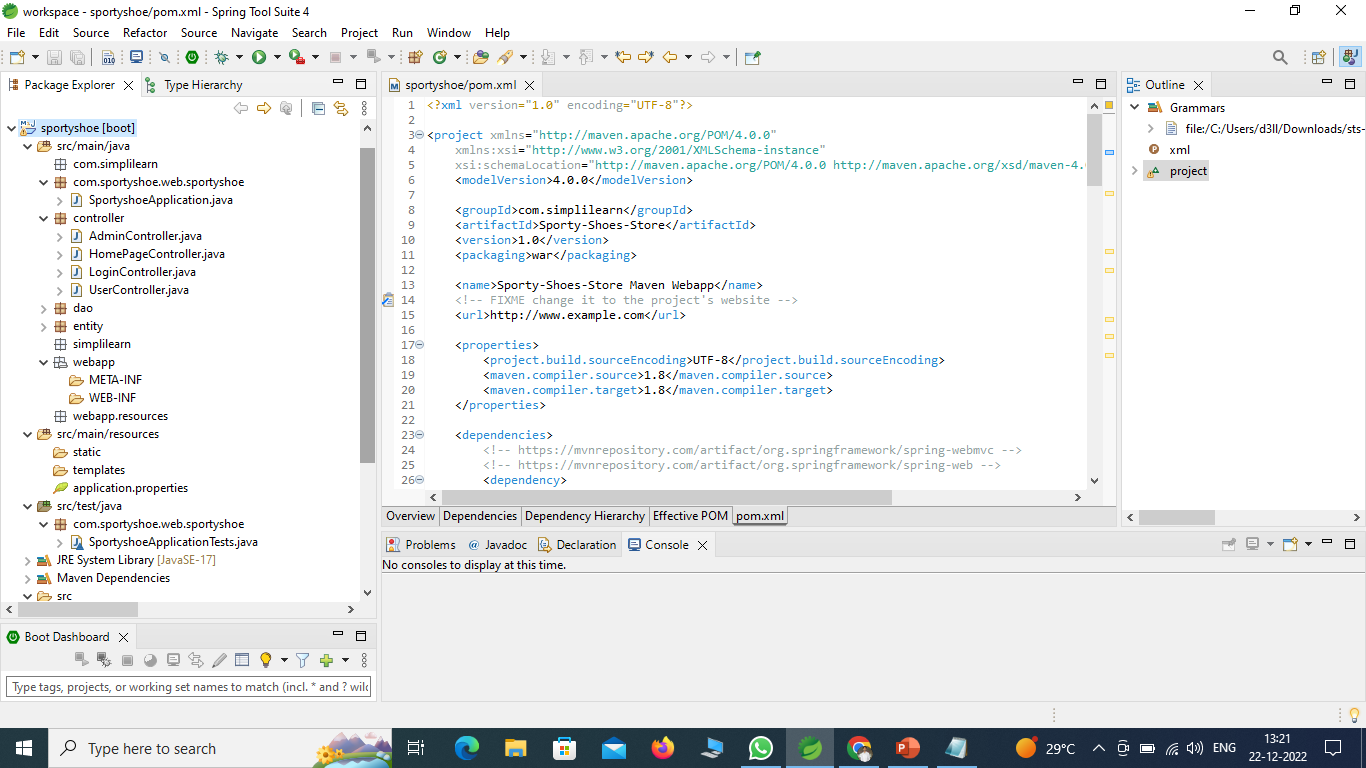 workspace - sportyshoe/pom.xml - Spring Tool Suite 4
File Edit Source Refactor Source Navigate Search Project Run Window Help
Package Explorer
Type Hierarchy
sportyshoe [boot]
src/main/java
com.simplilearn
com.sportyshoe.web.sportyshoe
SportyshoeApplication.java
controller
AdminController.java
HomePageController.java
LoginController.java
UserController.java
dao
entity
simplilearn
webapp
META-INF
WEB-INF
webapp.resources
src/main/resources
static
templates
application.properties
src/test/java
com.sportyshoe.web.sportyshoe
SportyshoeApplicationTests.java
JRE System Library [JavaSE-17]
Maven Dependencies
src
Boot Dashboard
Type tags, projects, or working set names to match (incl. * and ? wild
sportyshoe/pom.xml
1 <?xml version="1.0" encoding="UTF-8"?>
2
3 <project xmlns="http://maven.apache.org/POM/4.0.0"
4 xmlns:xsi="http://www.w3.org/2001/XMLSchema-instance"
5 xsi:schemaLocation="http://maven.apache.org/POM/4.0.0 http://maven.apache.org/xsd/maven-4.
6 <modelVersion>4.0.0</modelVersion>
7
8 <groupId>com.simplilearn</groupId>
9 <artifactId>Sporty-Shoes-Store</artifactId>
10 <version>1.0</version>
11 <packaging>war</packaging>
12
13 <name>Sporty-Shoes-Store Maven Webapp</name>
14 <!-- FIXME change it to the project's website -->
15 <url>http://www.example.com</url>
16
17 <properties>
18 <project.build.sourceEncoding>UTF-8</project.build.sourceEncoding>
19 <maven.compiler.source>1.8</maven.compiler.source>
20 <maven.compiler.target>1.8</maven.compiler.target>
21 </properties>
22
23 <dependencies>
24 <!-- https://mvnrepository.com/artifact/org.springframework/spring-webmvc -->
25 <!-- https://mvnrepository.com/artifact/org.springframework/spring-web -->
26 <dependency>
Overview Dependencies Dependency Hierarchy Effective POM pom.xml
Problems @ Javadoc Declaration Console
No consoles to display at this time.
Outline
Grammars
file:/C:/Users/d3ll/Downloads/sts-
xml
project
Type here to search
29°C
ENG
13:21
22-12-2022